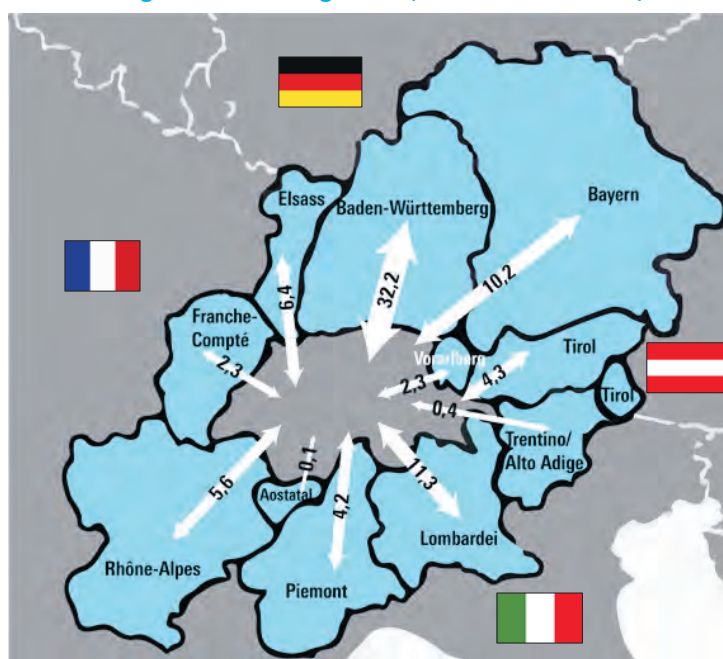 Elsass
Baden-Württemberg
Bayern
6,4
32,2
10,2
Franche-
Compté
2,3
Vorarlberg
2,3
Tirol
4,3
0,4
Tirol
Trentino/
Alto Adige
5,6
0,1
Aostatal
4,2
11,3
Lombardei
Rhône-Alpes
Piemont